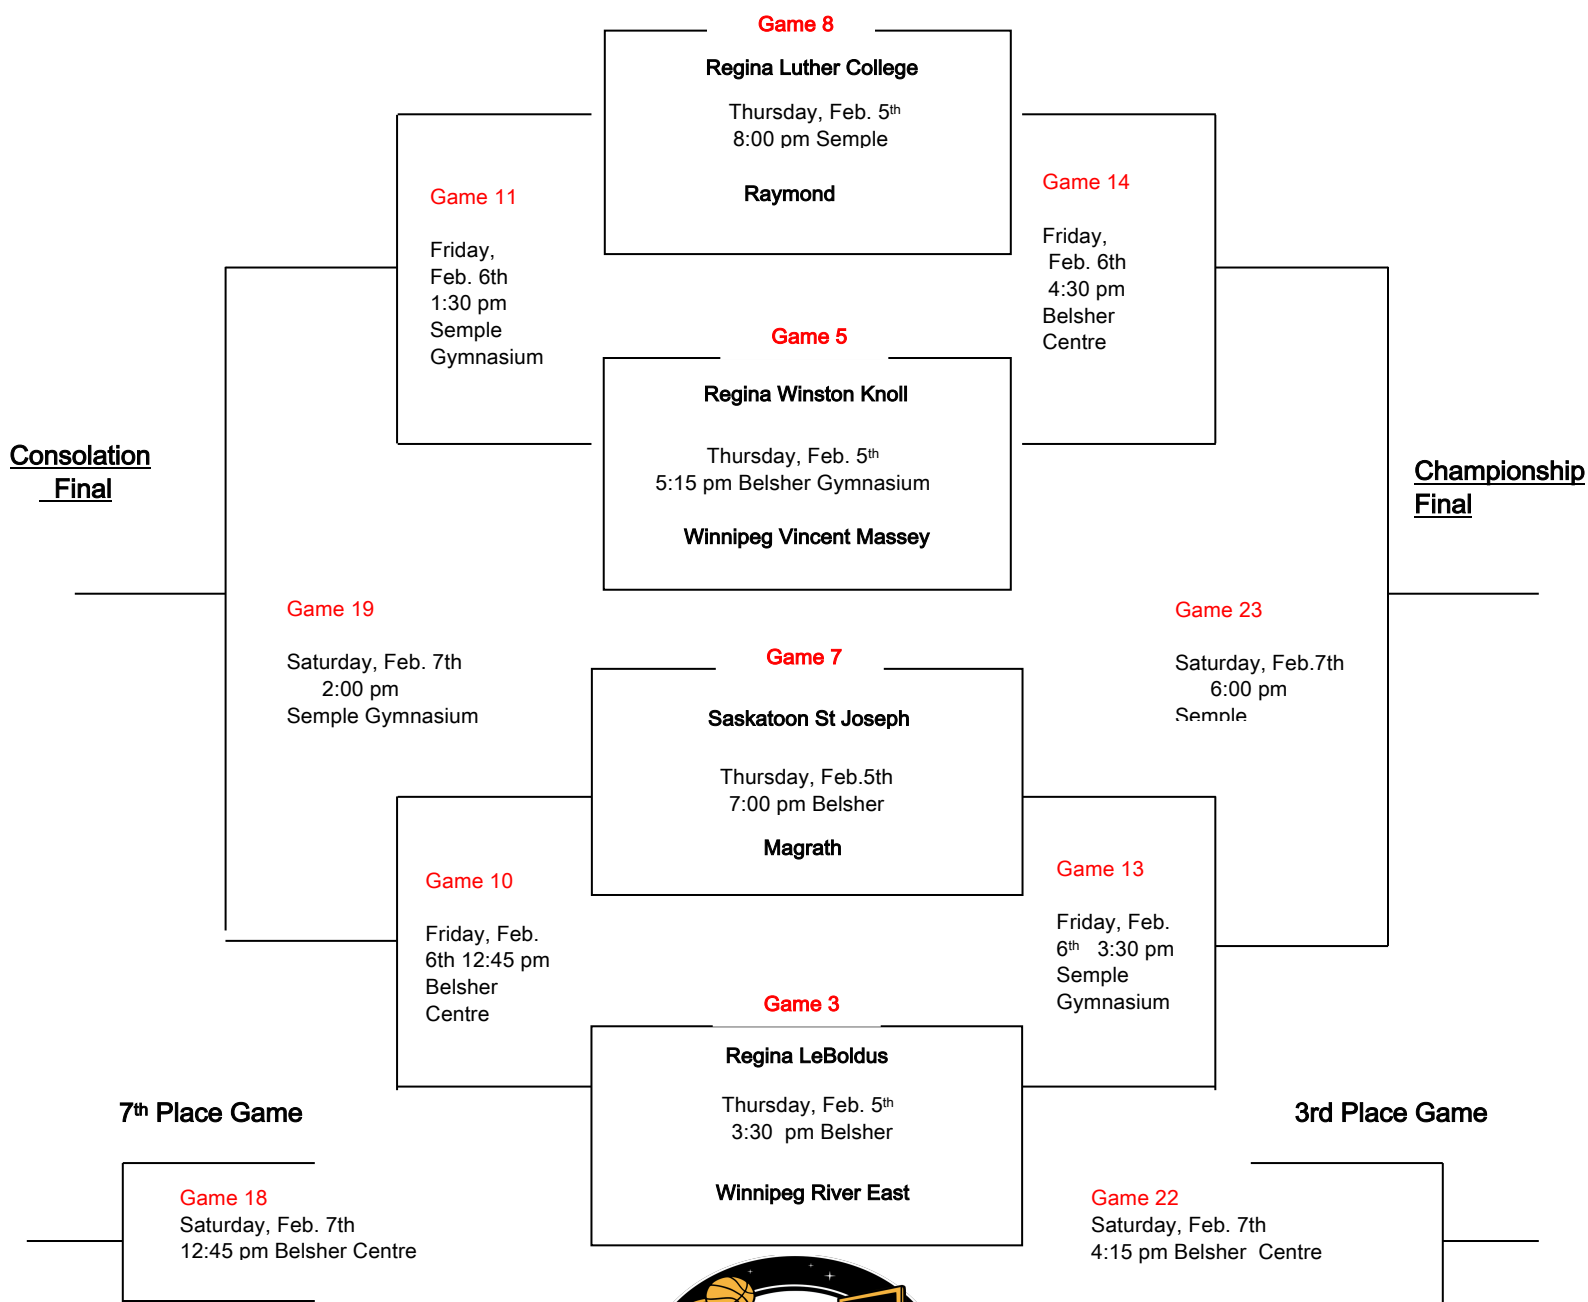 Game 8
Regina Luther College
Thursday, Feb. 5th
8:00 pm Semple
Raymond
Game 11
Friday,
Feb. 6th
1:30 pm
Semple
Gymnasium
Game 14
Friday,
Feb. 6th
4:30 pm
Belsher
Centre
Game 5
Regina Winston Knoll
Thursday, Feb. 5th
5:15 pm Belsher Gymnasium
Winnipeg Vincent Massey
Consolation
Final
Championship
Final
Game 19
Saturday, Feb. 7th
2:00 pm
Semple Gymnasium
Game 23
Saturday, Feb.7th
6:00 pm
Semple
Game 7
Saskatoon St Joseph
Thursday, Feb.5th
7:00 pm Belsher
Magrath
Game 10
Friday, Feb.
6th 12:45 pm
Belsher
Centre
Game 13
Friday, Feb.
6th 3:30 pm
Semple
Gymnasium
Game 3
Regina LeBoldus
Thursday, Feb. 5th
3:30 pm Belsher
Winnipeg River East
7th Place Game
Game 18
Saturday, Feb. 7th
12:45 pm Belsher Centre
3rd Place Game
Game 22
Saturday, Feb. 7th
4:15 pm Belsher Centre